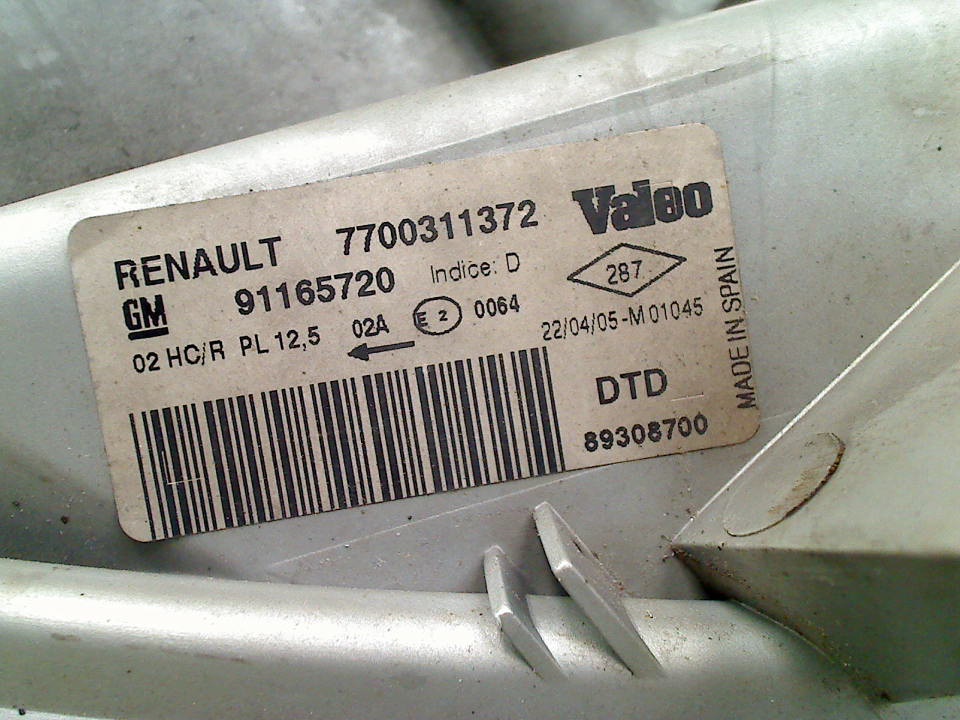 RENAULT 7700311372 Valeo
GM 91165720 Indice: D 287
02 HC/R PL 12,5 02A E 2 0064
22/04/05-M 01045
DTD
89308700
MADE IN SPAIN